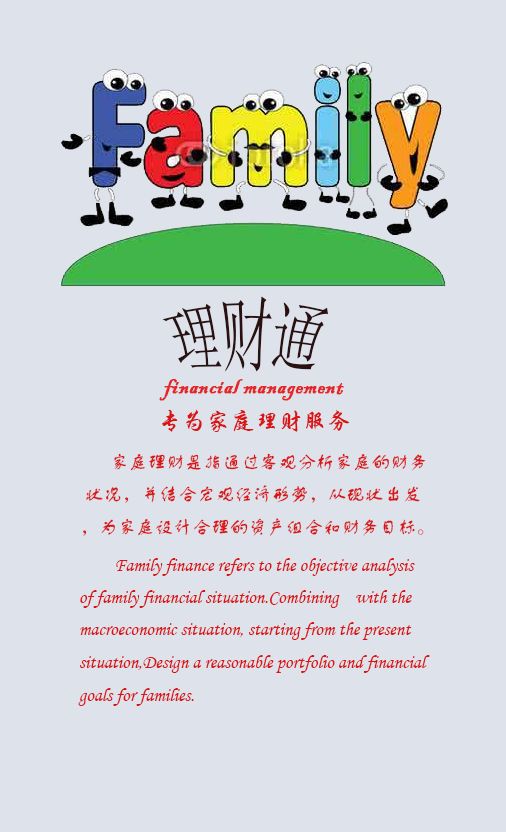 Family
理财通
financial management
专为家庭理财服务
家庭理财是指通过客观分析家庭的财务
状况，并结合宏观经济形势，从现状出发
，为家庭设计合理的资产组合和财务目标。
Family finance refers to the objective analysis
of family financial situation.Combining with the
macroeconomic situation, starting from the present
situation,Design a reasonable portfolio and financial
goals for families.